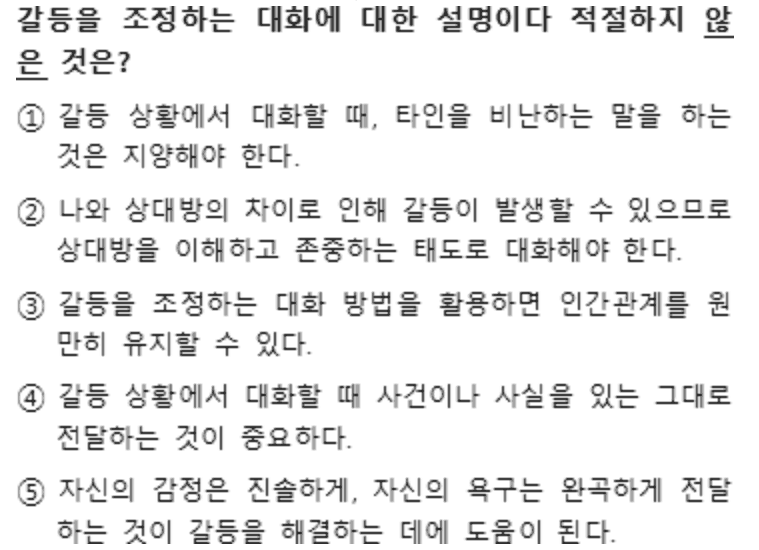 갈등을 조정하는 대화에 대한 설명이다 적절하지 않
은 것은?
① 갈등 상황에서 대화할 때, 타인을 비난하는 말을 하는
것은 지양해야 한다.
② 나와 상대방의 차이로 인해 갈등이 발생할 수 있으므로
상대방을 이해하고 존중하는 태도로 대화해야 한다.
③ 갈등을 조정하는 대화 방법을 활용하면 인간관계를 원
만히 유지할 수 있다.
④ 갈등 상황에서 대화할 때 사건이나 사실을 있는 그대로
전달하는 것이 중요하다.
⑤ 자신의 감정은 진솔하게, 자신의 욕구는 완곡하게 전달
하는 것이 갈등을 해결하는 데에 도움이 된다.